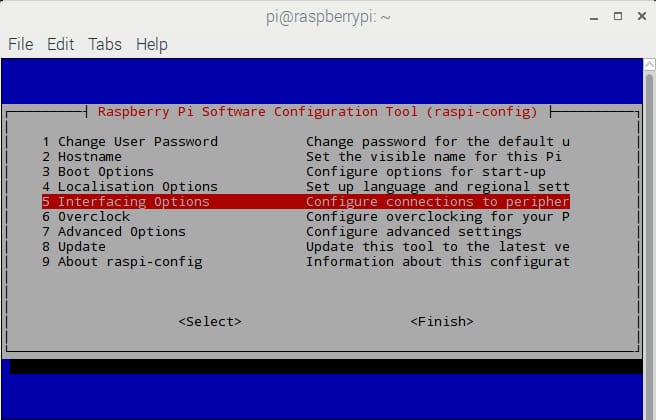 pi@raspberrypi: ~
File Edit Tabs Help
Raspberry Pi Software Configuration Tool (raspi-config)
1 Change User Password Change password for the default u
2 Hostname Set the visible name for this Pi
3 Boot Options Configure options for start-up
4 Localisation Options Set up language and regional sett
5 Interfacing Options Configure connections to peripher
6 Overclock Configure overclocking for your P
7 Advanced Options Configure advanced settings
8 Update Update this tool to the latest ve
9 About raspi-config Information about this configurat
<Select> <Finish>